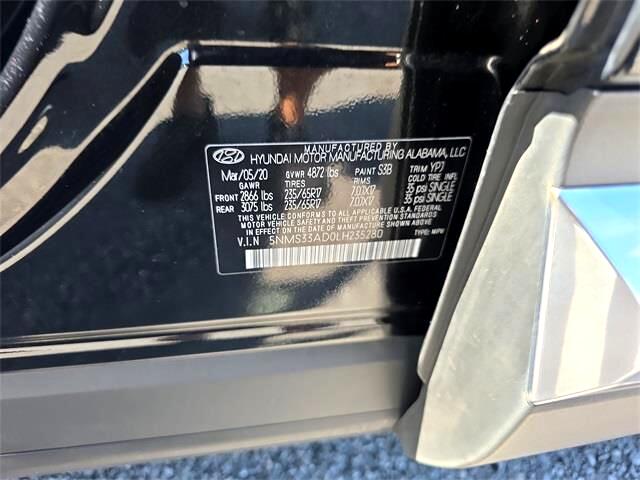 MANUFACTURED BY
HYUNDAI MOTOR MANUFACTURING ALABAMA, LLC
Mar/05/20 GVWR 4872 lbs PAINT S3B TRIM YPJ
GAWR TIRES RIMS COLD TIRE INFL
FRONT 2866 lbs 235/65R17 7.0JX17 35 psi SINGLE
REAR 3075 lbs 235/65R17 7.0JX17 35 psi SINGLE
THIS VEHICLE CONFORMS TO ALL APPLICABLE U.S.A FEDERAL
MOTOR VEHICLE SAFETY AND THEFT PREVENTION STANDARDS
IN EFFECT ON THE DATE OF MANUFACTURE SHOWN ABOVE.
V.I.N 5NMS33AD0LH235280 TYPE: MPV